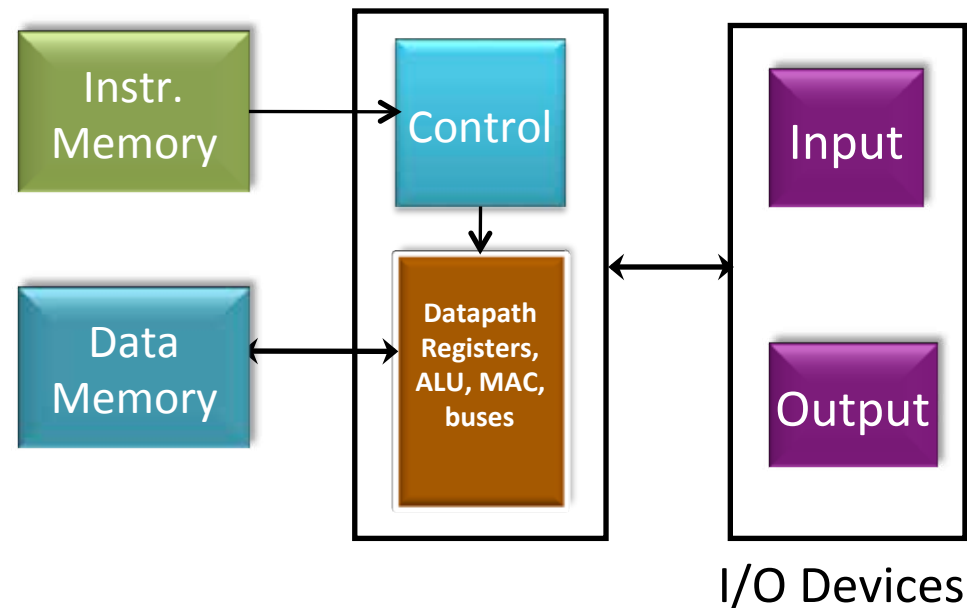 Instr.
Memory
Control
Input
Data
Memory
Datapath
Registers,
ALU, MAC,
buses
Output
I/O Devices